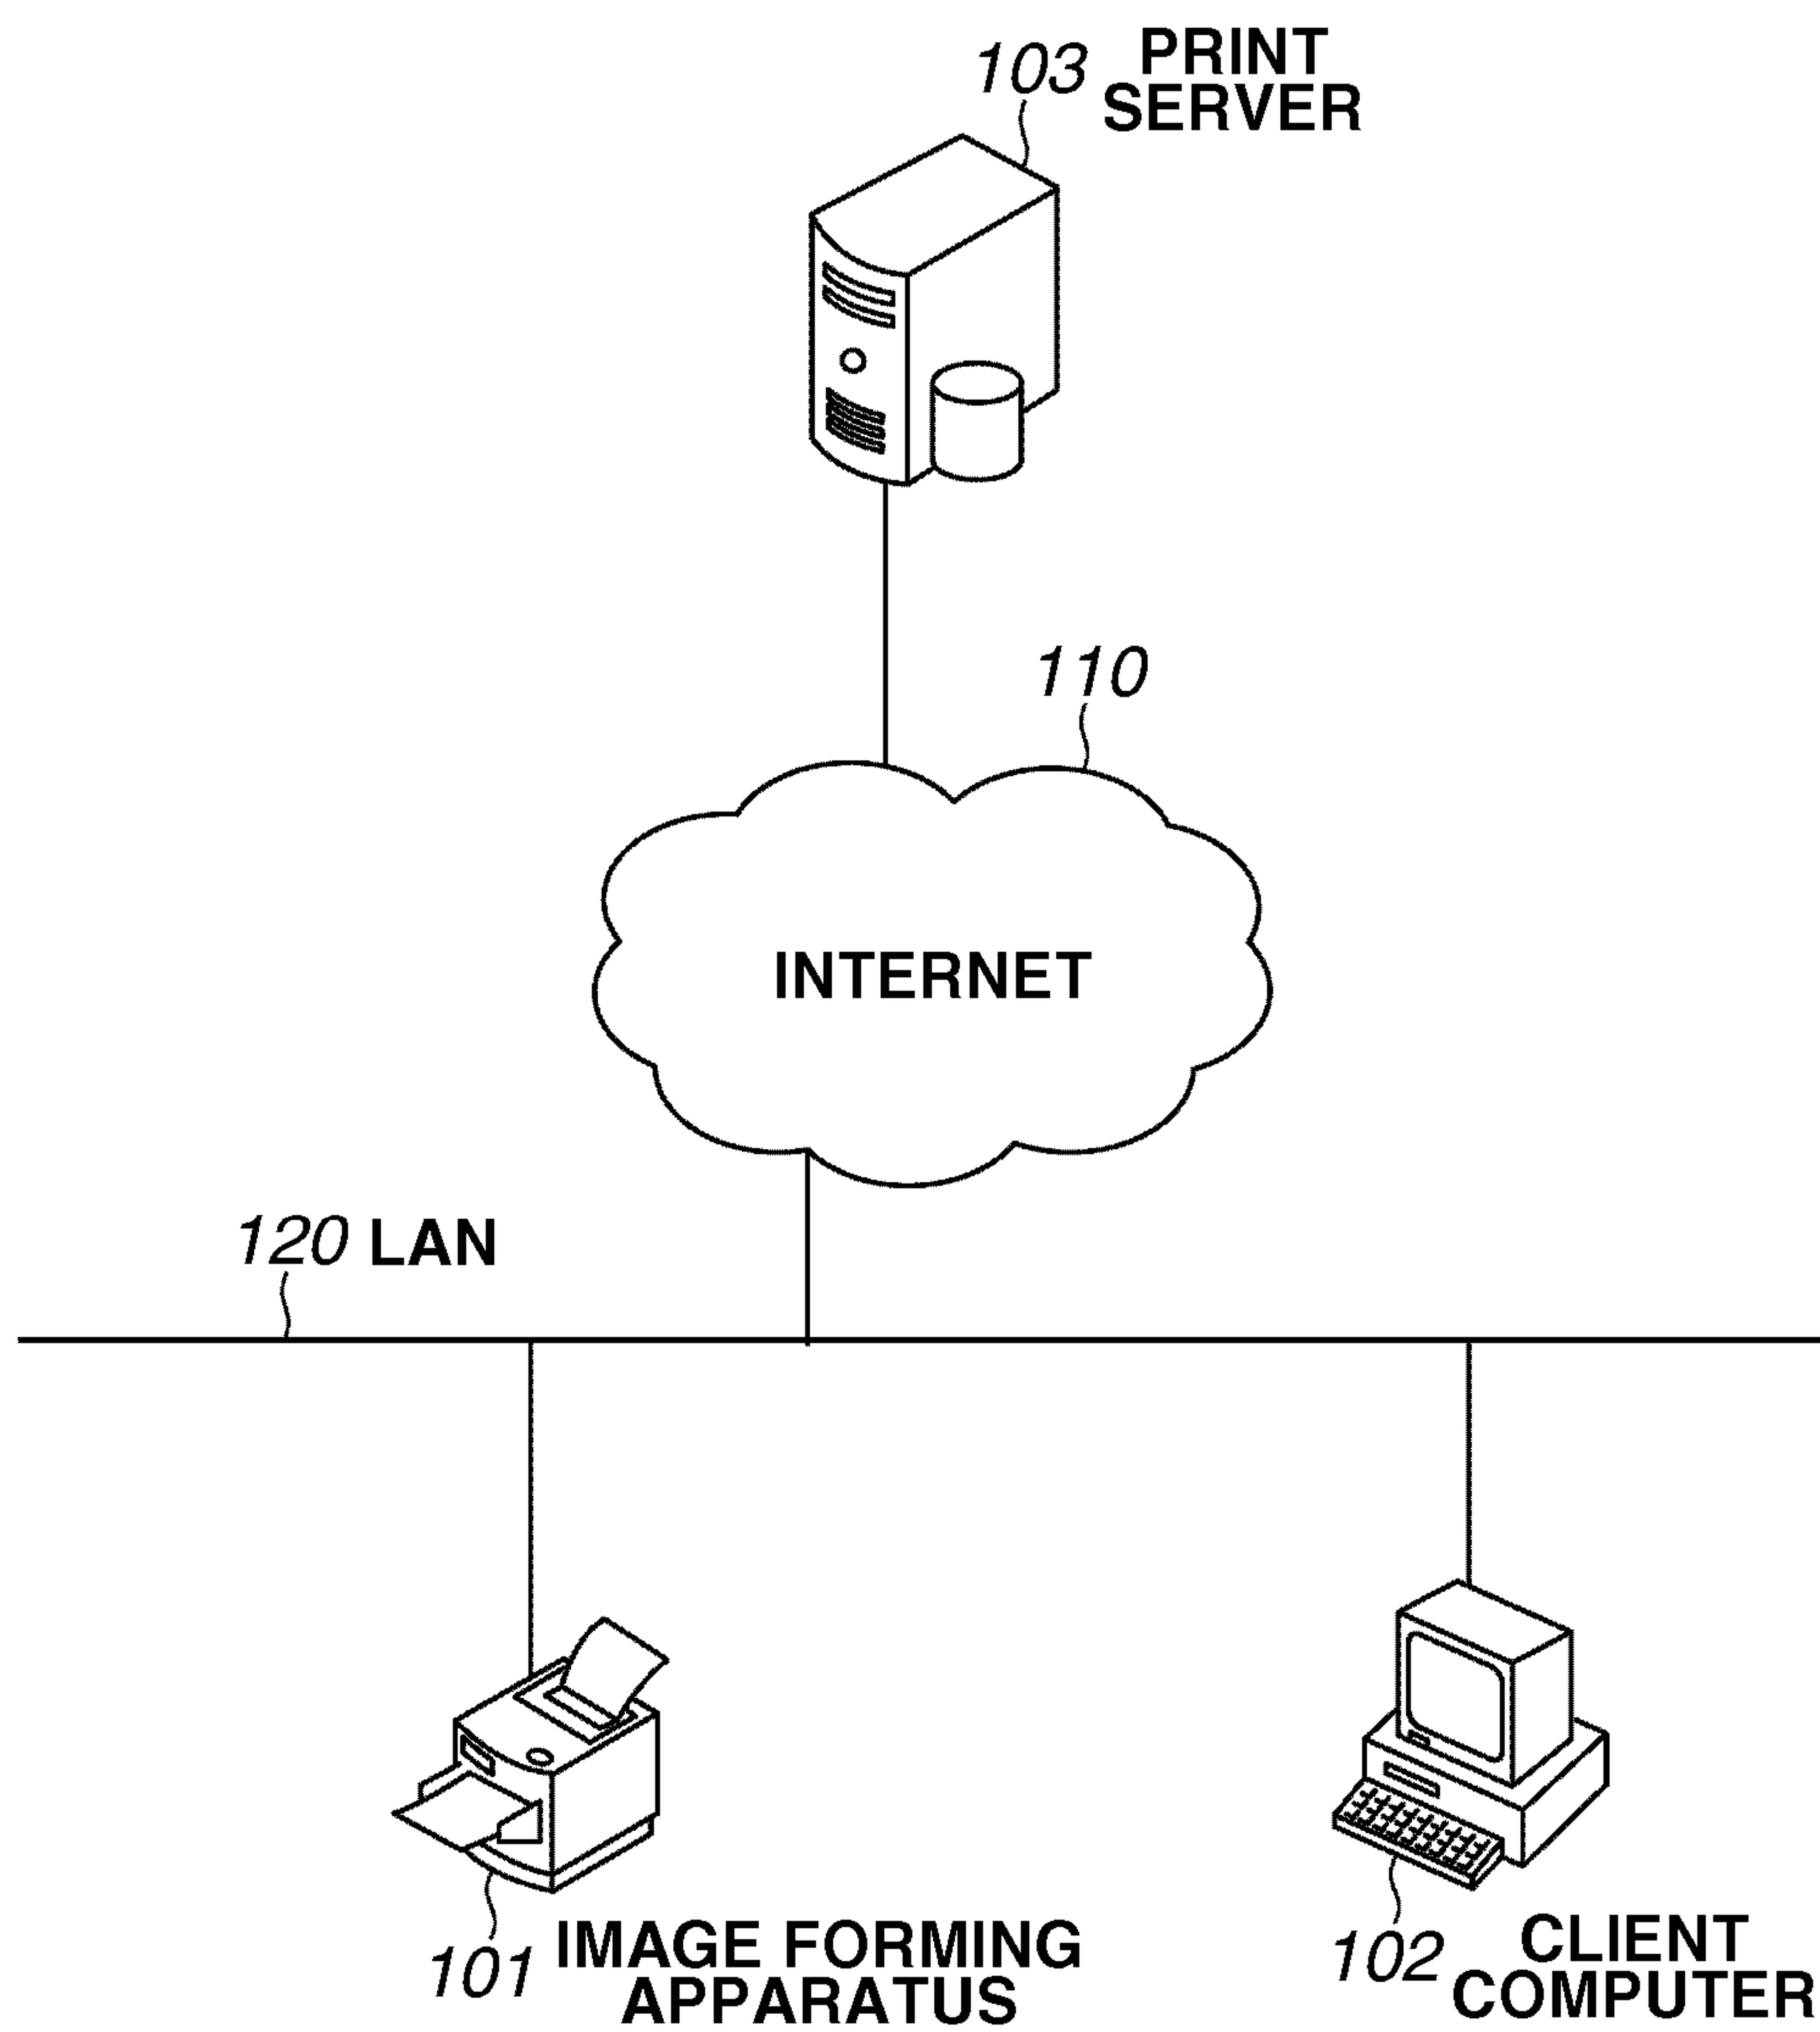 103 PRINT
SERVER
110
INTERNET
120 LAN
101 IMAGE FORMING
APPARATUS
102 CLIENT
COMPUTER